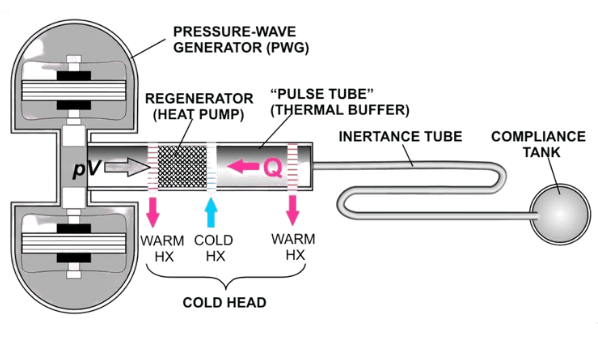 PRESSURE-WAVE
GENERATOR (PWG)
REGENERATOR
(HEAT PUMP)
“PULSE TUBE”
(THERMAL BUFFER)
INERTANCE TUBE
COMPLIANCE
TANK
pV
Q
WARM
HX
COLD
HX
WARM
HX
COLD HEAD